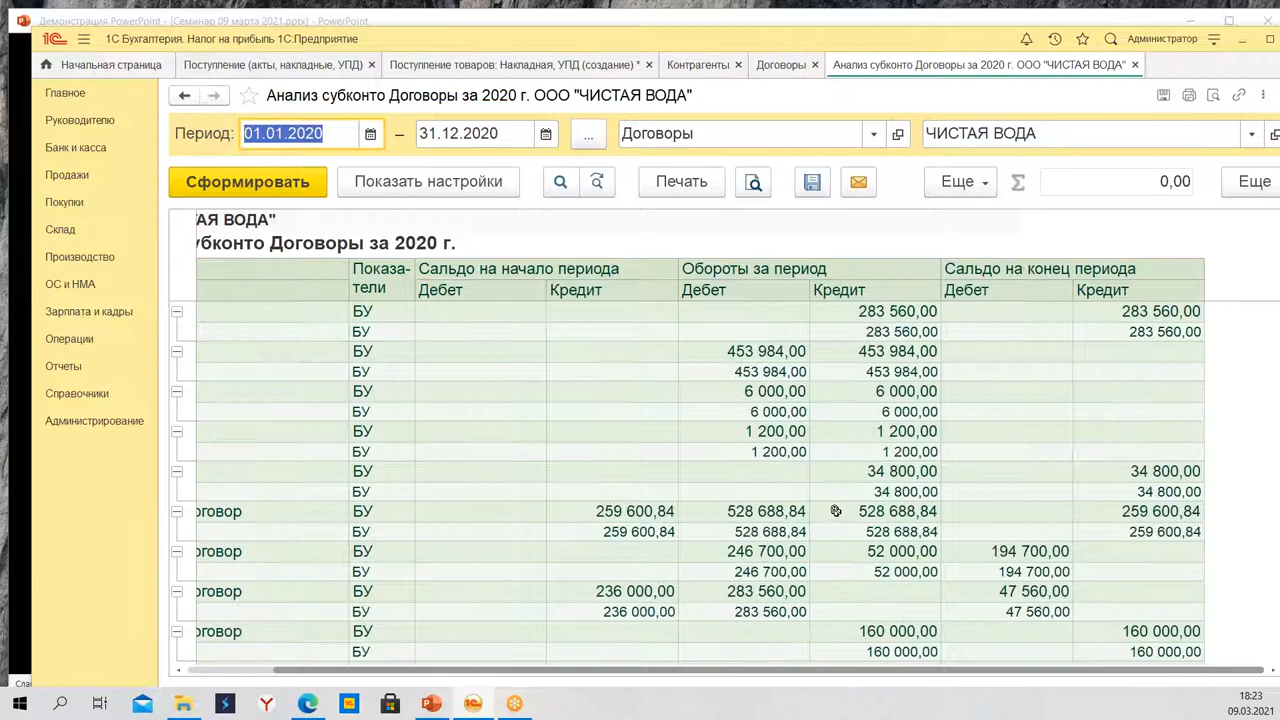 Демонстрация PowerPoint - [Семинар 09 марта 2021.pptx] - PowerPoint
1С Бухгалтерия. Налог на прибыль 1С:Предприятие
Администратор
Начальная страница
Поступление (акты, накладные, УПД)
Поступление товаров: Накладная, УПД (создание) *
Контрагенты
Договоры
Анализ субконто Договоры за 2020 г. ООО "ЧИСТАЯ ВОДА"
Главное
Руководителю
Банк и касса
Продажи
Покупки
Склад
Производство
ОС и НМА
Зарплата и кадры
Операции
Отчеты
Справочники
Администрирование
Анализ субконто Договоры за 2020 г. ООО "ЧИСТАЯ ВОДА"
Период: 01.01.2020 – 31.12.2020 ... Договоры ЧИСТАЯ ВОДА
Сформировать Показать настройки Печать Еще Σ 0,00 Еще
АЯ ВОДА"
убконто Договоры за 2020 г.
Показа- Сальдо на начало периода Обороты за период Сальдо на конец периода
тели Дебет Кредит Дебет Кредит Дебет Кредит
БУ 283 560,00 283 560,00
БУ 283 560,00 283 560,00
БУ 453 984,00 453 984,00
БУ 453 984,00 453 984,00
БУ 6 000,00 6 000,00
БУ 6 000,00 6 000,00
БУ 1 200,00 1 200,00
БУ 1 200,00 1 200,00
БУ 34 800,00 34 800,00
БУ 34 800,00 34 800,00
оговор БУ 259 600,84 528 688,84 528 688,84 259 600,84
БУ 259 600,84 528 688,84 528 688,84 259 600,84
оговор БУ 246 700,00 52 000,00 194 700,00
БУ 246 700,00 52 000,00 194 700,00
оговор БУ 236 000,00 283 560,00 47 560,00
БУ 236 000,00 283 560,00 47 560,00
оговор БУ 160 000,00 160 000,00
БУ 160 000,00 160 000,00
Сла
18:23
09.03.2021